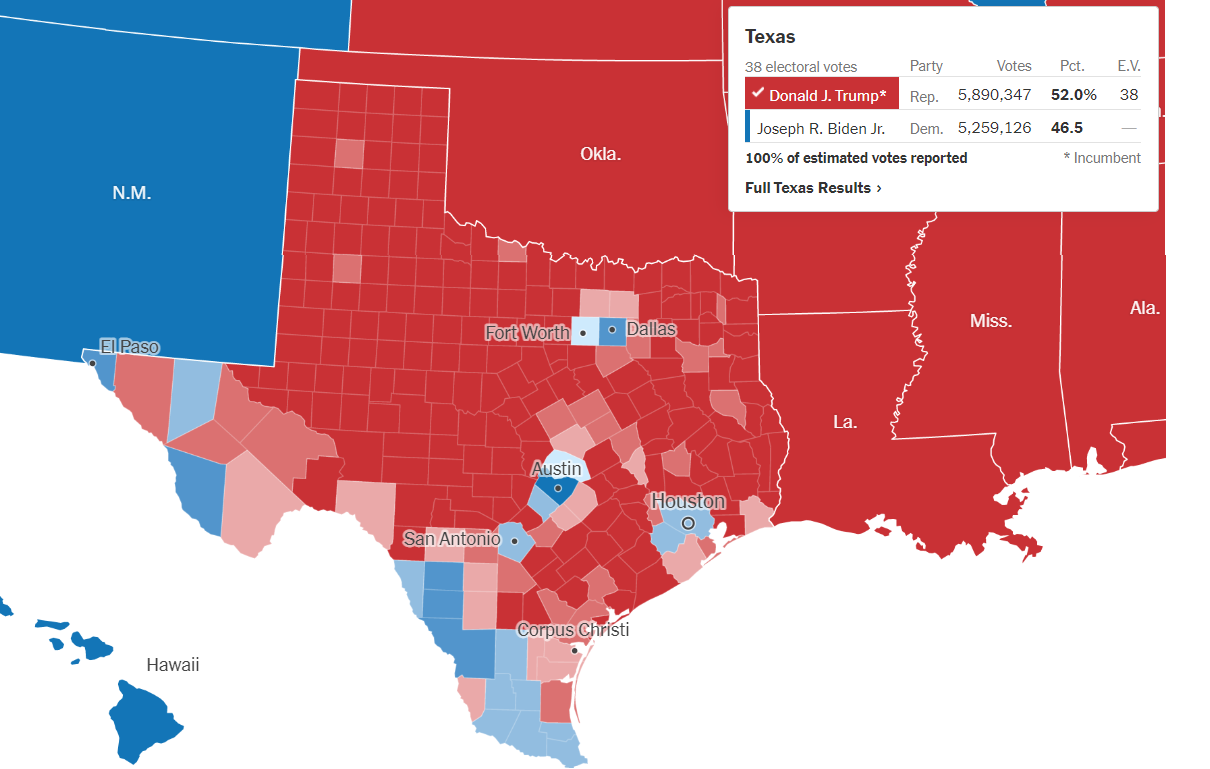 Texas
38 electoral votes Party Votes Pct. E.V.
✓ Donald J. Trump* Rep. 5,890,347 52.0% 38
Joseph R. Biden Jr. Dem. 5,259,126 46.5 —
100% of estimated votes reported * Incumbent
Full Texas Results ›
Okla.
N.M.
Miss.
Ala.
Fort Worth
Dallas
El Paso
La.
Austin
Houston
San Antonio
Corpus Christi
Hawaii